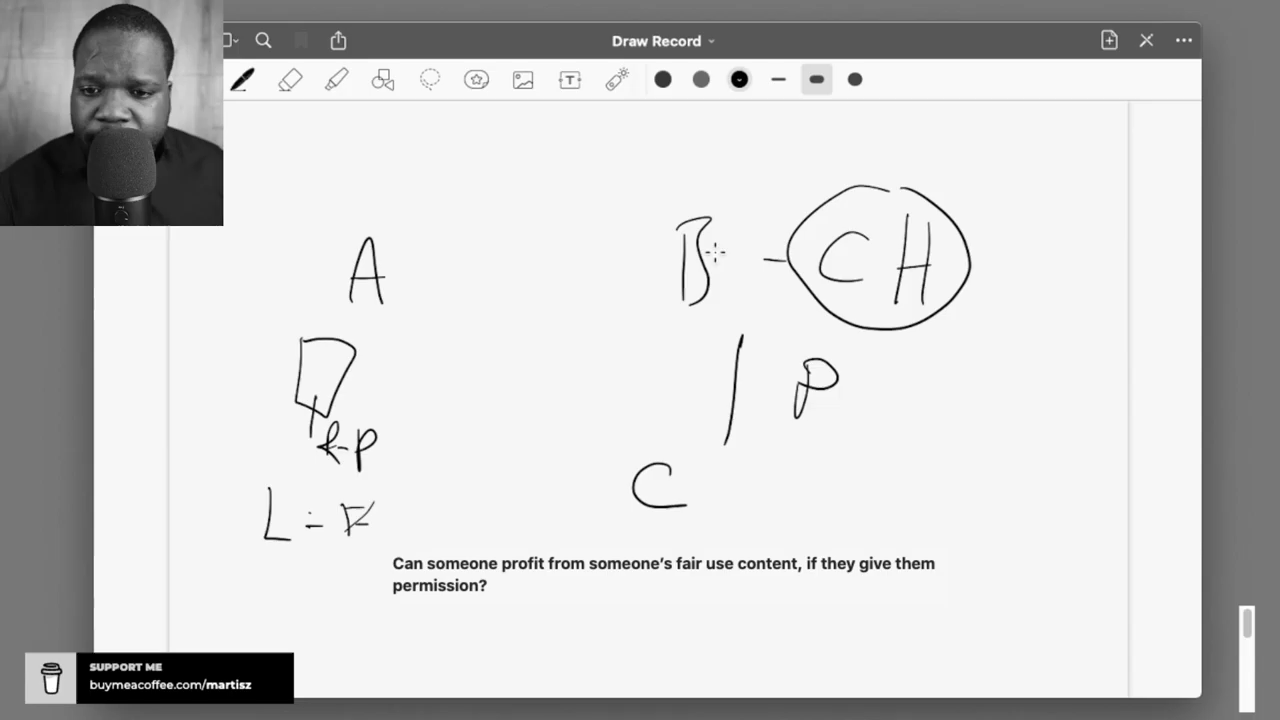 Draw Record
A
B - CH
P
R-P
C
L = F
Can someone profit from someone's fair use content, if they give them
permission?
SUPPORT ME
buymeacoffee.com/martisz